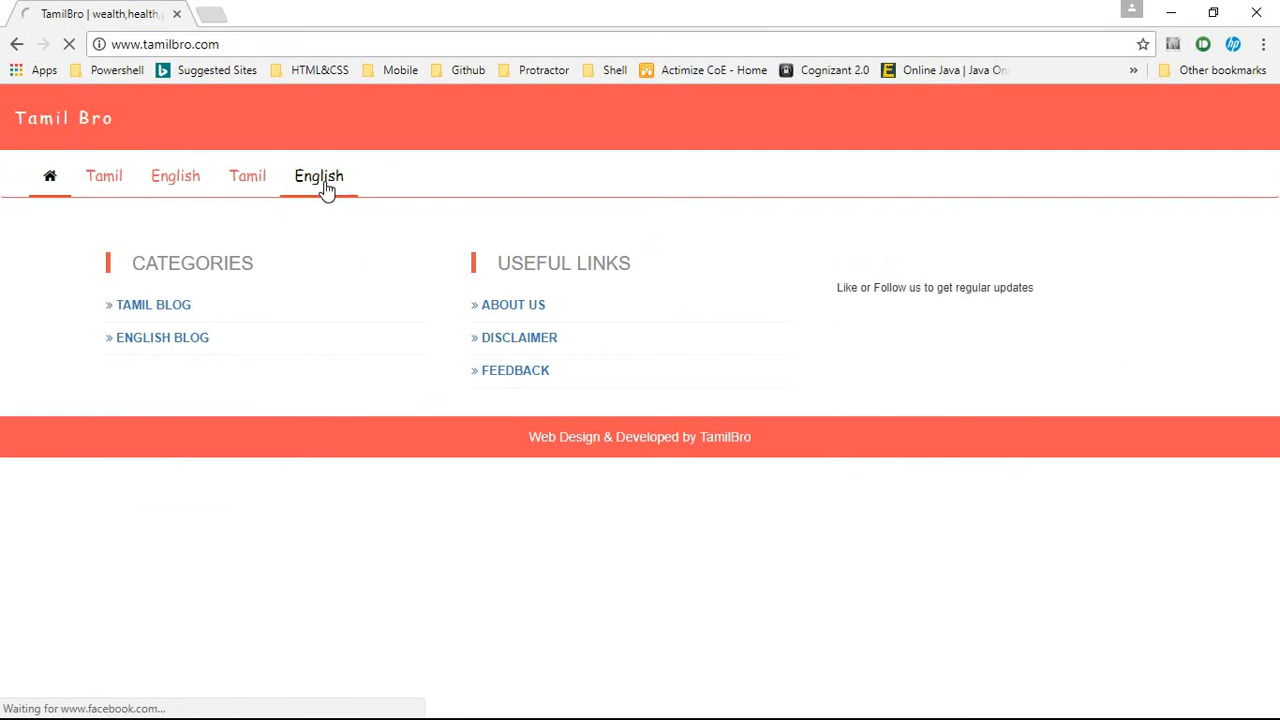 TamilBro | wealth,health,
www.tamilbro.com
Apps Powershell Suggested Sites HTML&CSS Mobile Github Protractor Shell Actimize CoE - Home Cognizant 2.0 Online Java | Java On » Other bookmarks
Tamil Bro
Tamil English Tamil English
CATEGORIES
» TAMIL BLOG
» ENGLISH BLOG
USEFUL LINKS
» ABOUT US
» DISCLAIMER
» FEEDBACK
Like or Follow us to get regular updates
Web Design & Developed by TamilBro
Waiting for www.facebook.com...